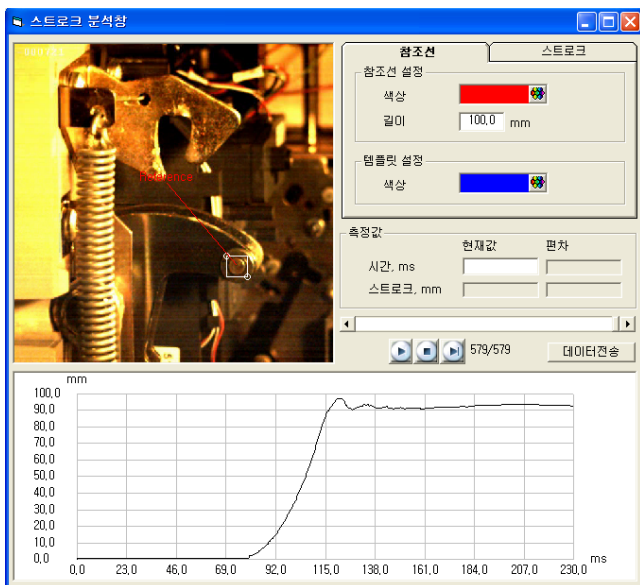 스트로크 분석창
Reference
참조선
스트로크
참조선 설정
색상
길이 100,0 mm
템플릿 설정
색상
측정값
현재값 편차
시간, ms
스트로크, mm
579/579
데이터전송
mm
100,0
90,0
80,0
70,0
60,0
50,0
40,0
30,0
20,0
10,0
0,0
0,0 23,0 46,0 69,0 92,0 115,0 138,0 161,0 184,0 207,0 230,0
ms